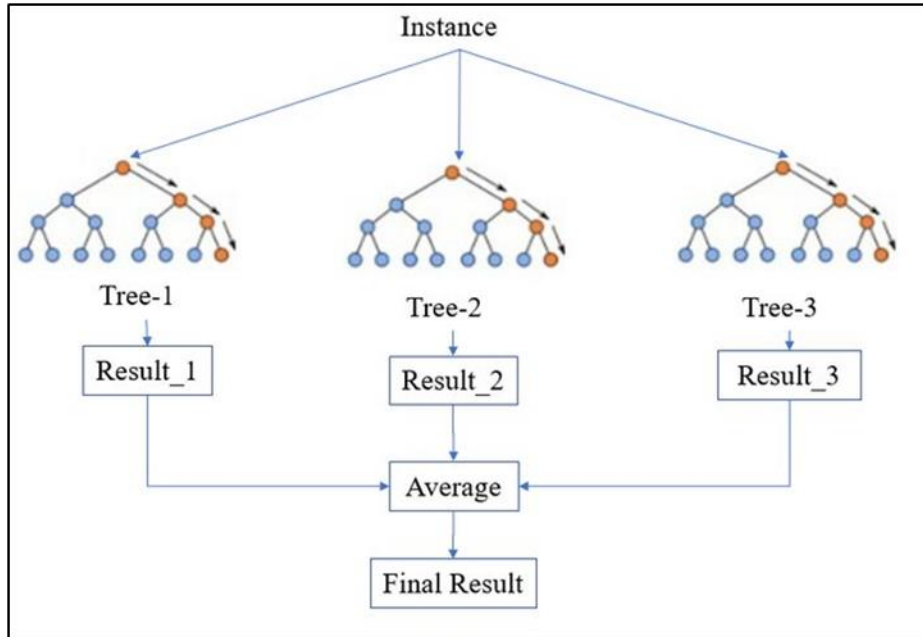 Instance
Tree-1
Tree-2
Tree-3
Result_1
Result_2
Result_3
Average
Final Result